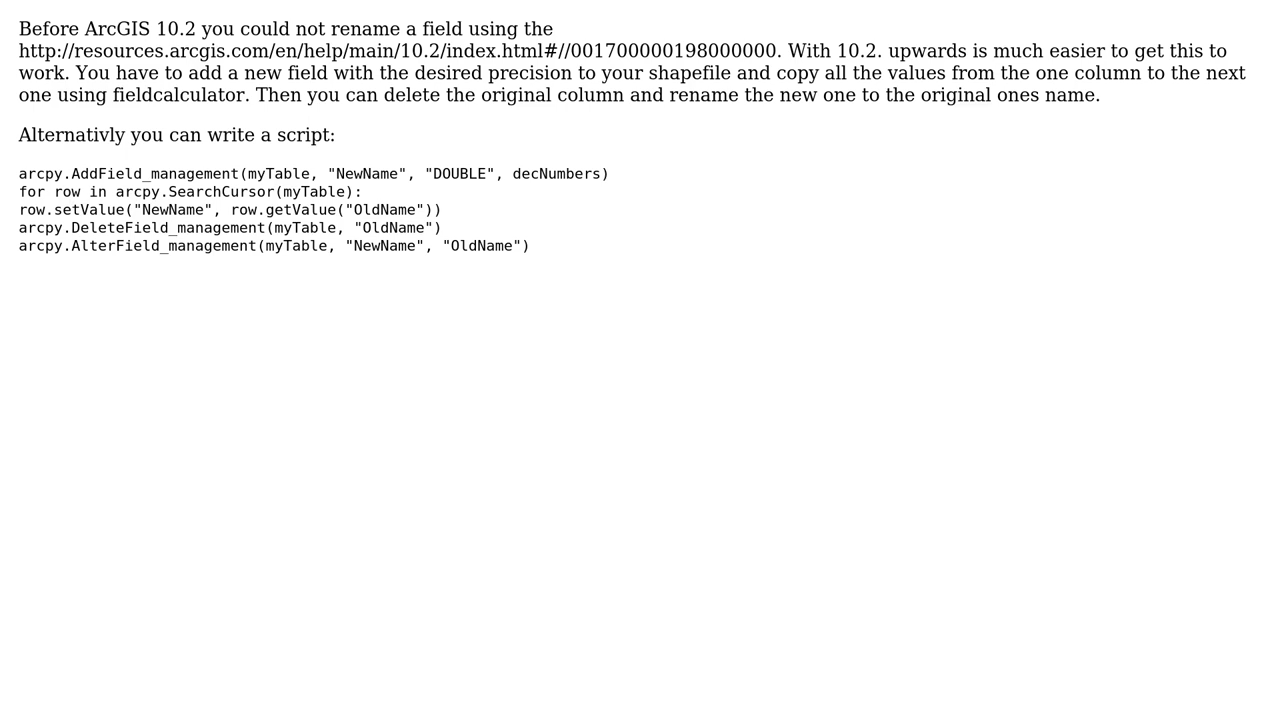 Before ArcGIS 10.2 you could not rename a field using the
http://resources.arcgis.com/en/help/main/10.2/index.html#//001700000198000000. With 10.2. upwards is much easier to get this to
work. You have to add a new field with the desired precision to your shapefile and copy all the values from the one column to the next
one using fieldcalculator. Then you can delete the original column and rename the new one to the original ones name.
Alternativly you can write a script:
arcpy.AddField_management(myTable, "NewName", "DOUBLE", decNumbers)
for row in arcpy.SearchCursor(myTable):
row.setValue("NewName", row.getValue("OldName"))
arcpy.DeleteField_management(myTable, "OldName")
arcpy.AlterField_management(myTable, "NewName", "OldName")